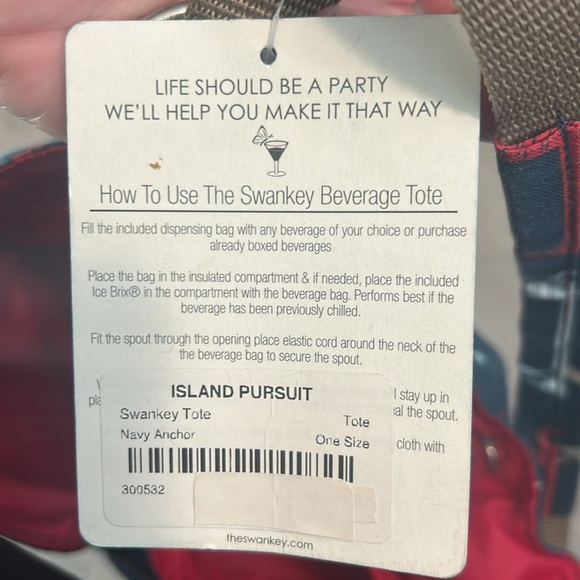 LIFE SHOULD BE A PARTY
WE'LL HELP YOU MAKE IT THAT WAY
How To Use The Swankey Beverage Tote
Fill the included dispensing bag with any beverage of your choice or purchase
already boxed beverages
Place the bag in the insulated compartment & if needed, place the included
Ice Brix® in the compartment with the beverage bag. Performs best if the
beverage has been previously chilled.
Fit the spout through the opening place elastic cord around the neck of the
the beverage bag to secure the spout.
stay up in
the spout.
cloth with
ISLAND PURSUIT
Swankey Tote Tote
Navy Anchor One Size
300532
theswankey.com